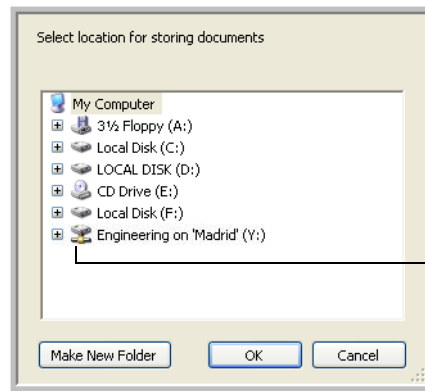 Select location for storing documents
My Computer
3½ Floppy (A:)
Local Disk (C:)
LOCAL DISK (D:)
CD Drive (E:)
Local Disk (F:)
Engineering on 'Madrid' (Y:)
Make New Folder OK Cancel